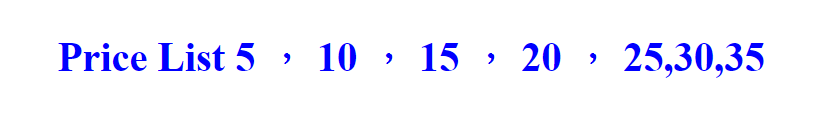 Price List 5 ， 10 ， 15 ， 20 ， 25,30,35